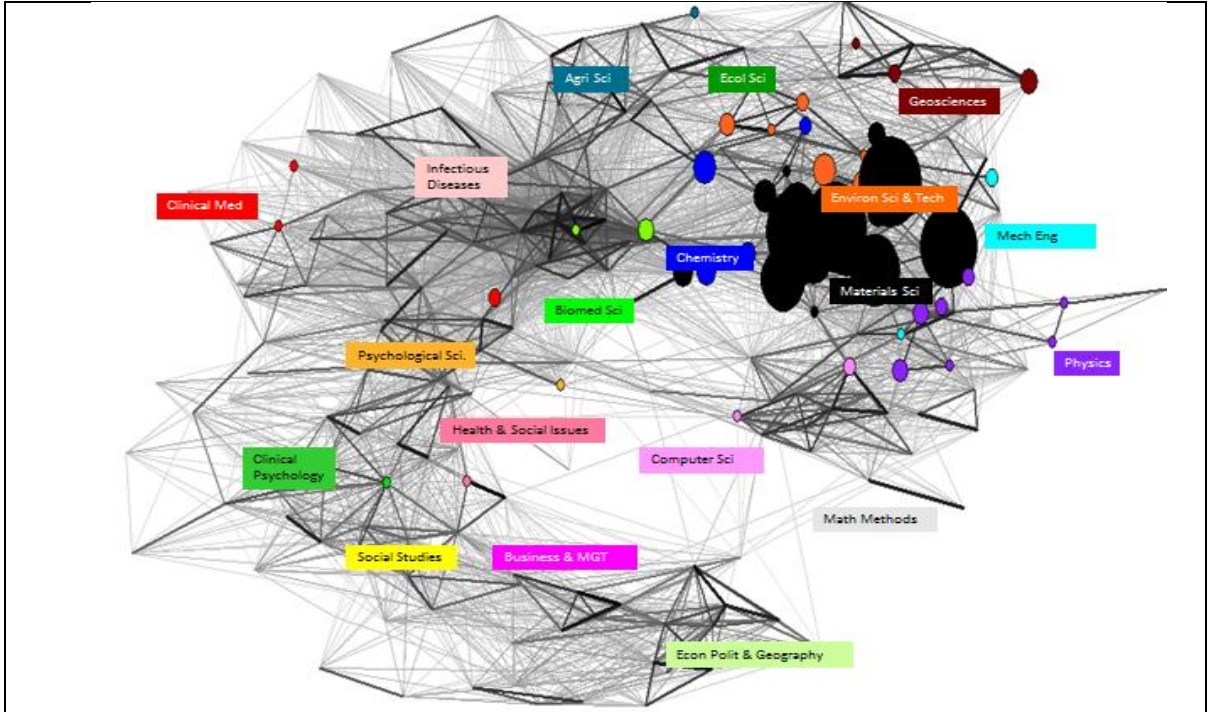 Agri Sci
Ecol Sci
Geosciences
Infectious
Diseases
Clinical Med
Environ Sci & Tech
Mech Eng
Chemistry
Materials Sci
Biomed Sci
Psychological Sci.
Physics
Health & Social Issues
Clinical
Psychology
Computer Sci
Math Methods
Social Studies
Business & MGT
Econ Polit & Geography